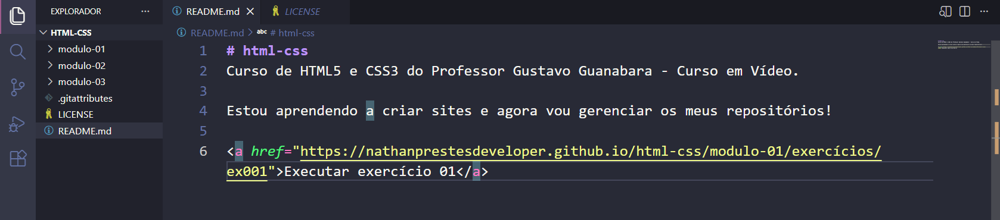 EXPLORADOR ···
HTML-CSS
modulo-01
modulo-02
modulo-03
.gitattributes
LICENSE
README.md
README.md LICENSE ···
README.md > abc # html-css
1 # html-css
2 Curso de HTML5 e CSS3 do Professor Gustavo Guanabara - Curso em Vídeo.
3
4 Estou aprendendo a criar sites e agora vou gerenciar os meus repositórios!
5
6 <a href="https://nathanprestesdeveloper.github.io/html-css/modulo-01/exercícios/
ex001">Executar exercício 01</a>